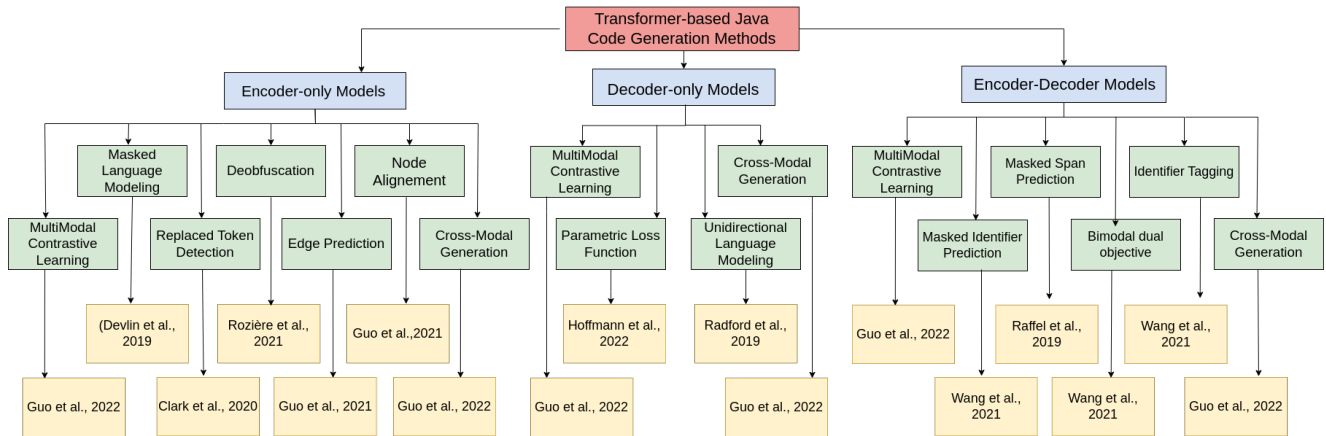 Transformer-based Java
Code Generation Methods
Encoder-only Models
Decoder-only Models
Encoder-Decoder Models
Masked
Language
Modeling
Deobfuscation
Node
Alignement
MultiModal
Contrastive
Learning
Cross-Modal
Generation
MultiModal
Contrastive
Learning
Masked Span
Prediction
Identifier Tagging
MultiModal
Contrastive
Learning
Replaced Token
Detection
Edge Prediction
Cross-Modal
Generation
Parametric Loss
Function
Unidirectional
Language
Modeling
Masked Identifier
Prediction
Bimodal dual
objective
Cross-Modal
Generation
(Devlin et al.,
2019
Rozière et al.,
2021
Guo et al.,2021
Hoffmann et al.,
2022
Radford et al.,
2019
Guo et al., 2022
Raffel et al.,
2019
Wang et al.,
2021
Guo et al., 2022
Clark et al., 2020
Guo et al., 2021
Guo et al., 2022
Guo et al., 2022
Guo et al., 2022
Wang et al.,
2021
Wang et al.,
2021
Guo et al., 2022